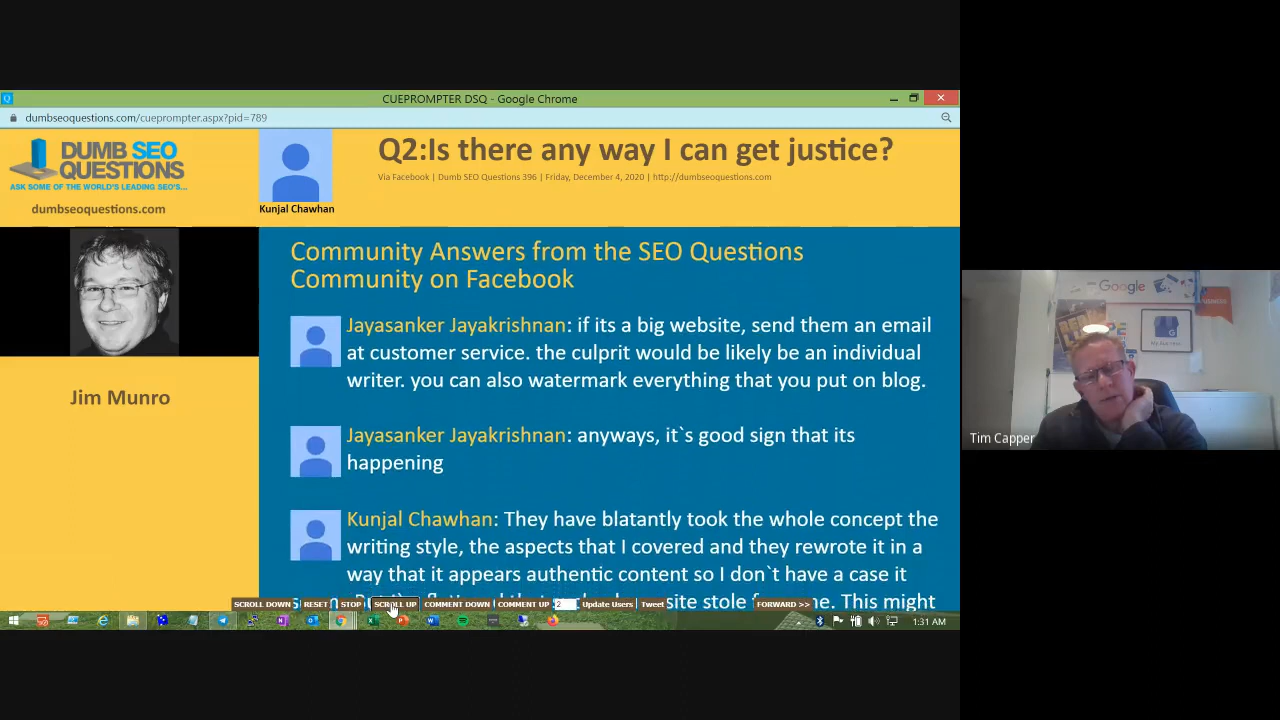 CUEPROMPTER DSQ - Google Chrome
dumbseoquestions.com/cueprompter.aspx?pid=789
DUMB SEO
QUESTIONS
ASK SOME OF THE WORLD'S LEADING SEO'S...
dumbseoquestions.com
Kunjal Chawhan
Q2:Is there any way I can get justice?
Via Facebook | Dumb SEO Questions 396 | Friday, December 4, 2020 | http://dumbseoquestions.com
Jim Munro
Community Answers from the SEO Questions
Community on Facebook
Jayasanker Jayakrishnan: if its a big website, send them an email
at customer service. the culprit would be likely be an individual
writer. you can also watermark everything that you put on blog.
Jayasanker Jayakrishnan: anyways, it`s good sign that its
happening
Kunjal Chawhan: They have blatantly took the whole concept the
writing style, the aspects that I covered and they rewrote it in a
way that it appears authentic content so I don`t have a case it
site stole
me. This might
SCROLL DOWN RESET STOP SCROLL UP COMMENT DOWN COMMENT UP 2 Update Users Tweet FORWARD >>
1:31 AM
Google
My Business
Tim Capper